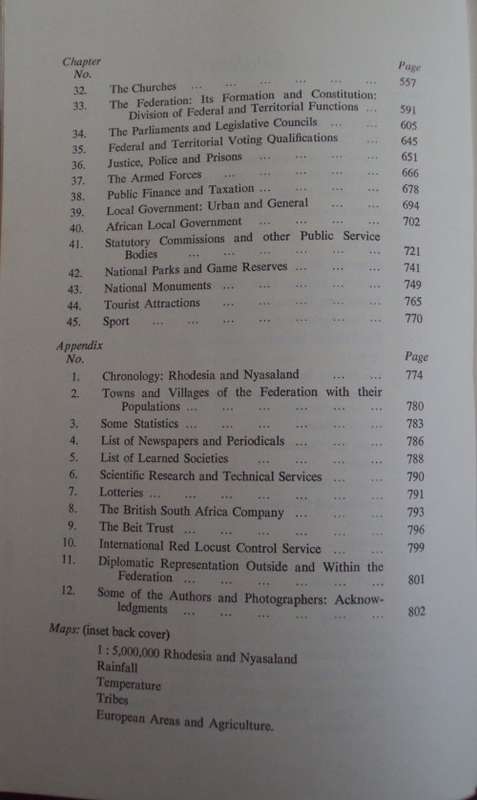 Chapter
No. Page
32. The Churches ... ... ... ... ... ... 557
33. The Federation: Its Formation and Constitution:
Division of Federal and Territorial Functions ... 591
34. The Parliaments and Legislative Councils ... ... 605
35. Federal and Territorial Voting Qualifications ... 645
36. Justice, Police and Prisons ... ... ... ... 651
37. The Armed Forces ... ... ... ... ... 666
38. Public Finance and Taxation ... ... ... ... 678
39. Local Government: Urban and General ... ... 694
40. African Local Government ... ... ... ... 702
41. Statutory Commissions and other Public Service
Bodies ... ... ... ... ... ... 721
42. National Parks and Game Reserves ... ... ... 741
43. National Monuments ... ... ... ... ... 749
44. Tourist Attractions ... ... ... ... ... 765
45. Sport ... ... ... ... ... ... ... 770
Appendix
No. Page
1. Chronology: Rhodesia and Nyasaland ... ... 774
2. Towns and Villages of the Federation with their
Populations ... ... ... ... ... ... 780
3. Some Statistics ... ... ... ... ... ... 783
4. List of Newspapers and Periodicals ... ... ... 786
5. List of Learned Societies ... ... ... ... 788
6. Scientific Research and Technical Services ... ... 790
7. Lotteries ... ... ... ... ... ... ... 791
8. The British South Africa Company ... ... ... 793
9. The Beit Trust ... ... ... ... ... ... 796
10. International Red Locust Control Service ... ... 799
11. Diplomatic Representation Outside and Within the
Federation ... ... ... ... ... ... 801
12. Some of the Authors and Photographers: Acknow-
ledgments ... ... ... ... ... ... 802
Maps: (inset back cover)
1 : 5,000,000 Rhodesia and Nyasaland
Rainfall
Temperature
Tribes
European Areas and Agriculture.